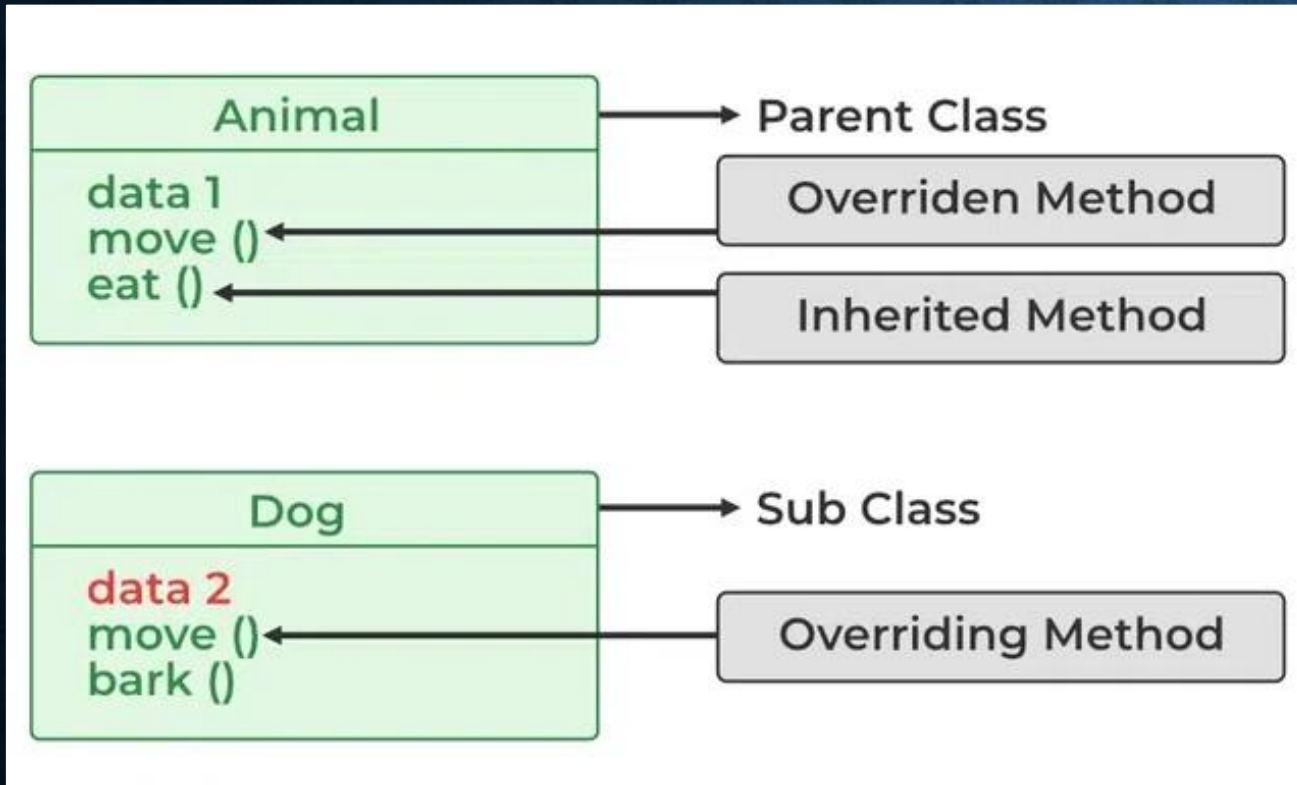 Animal
Parent Class
data 1
Overriden Method
move ()
eat ()
Inherited Method
Dog
Sub Class
data 2
move ()
Overriding Method
bark ()